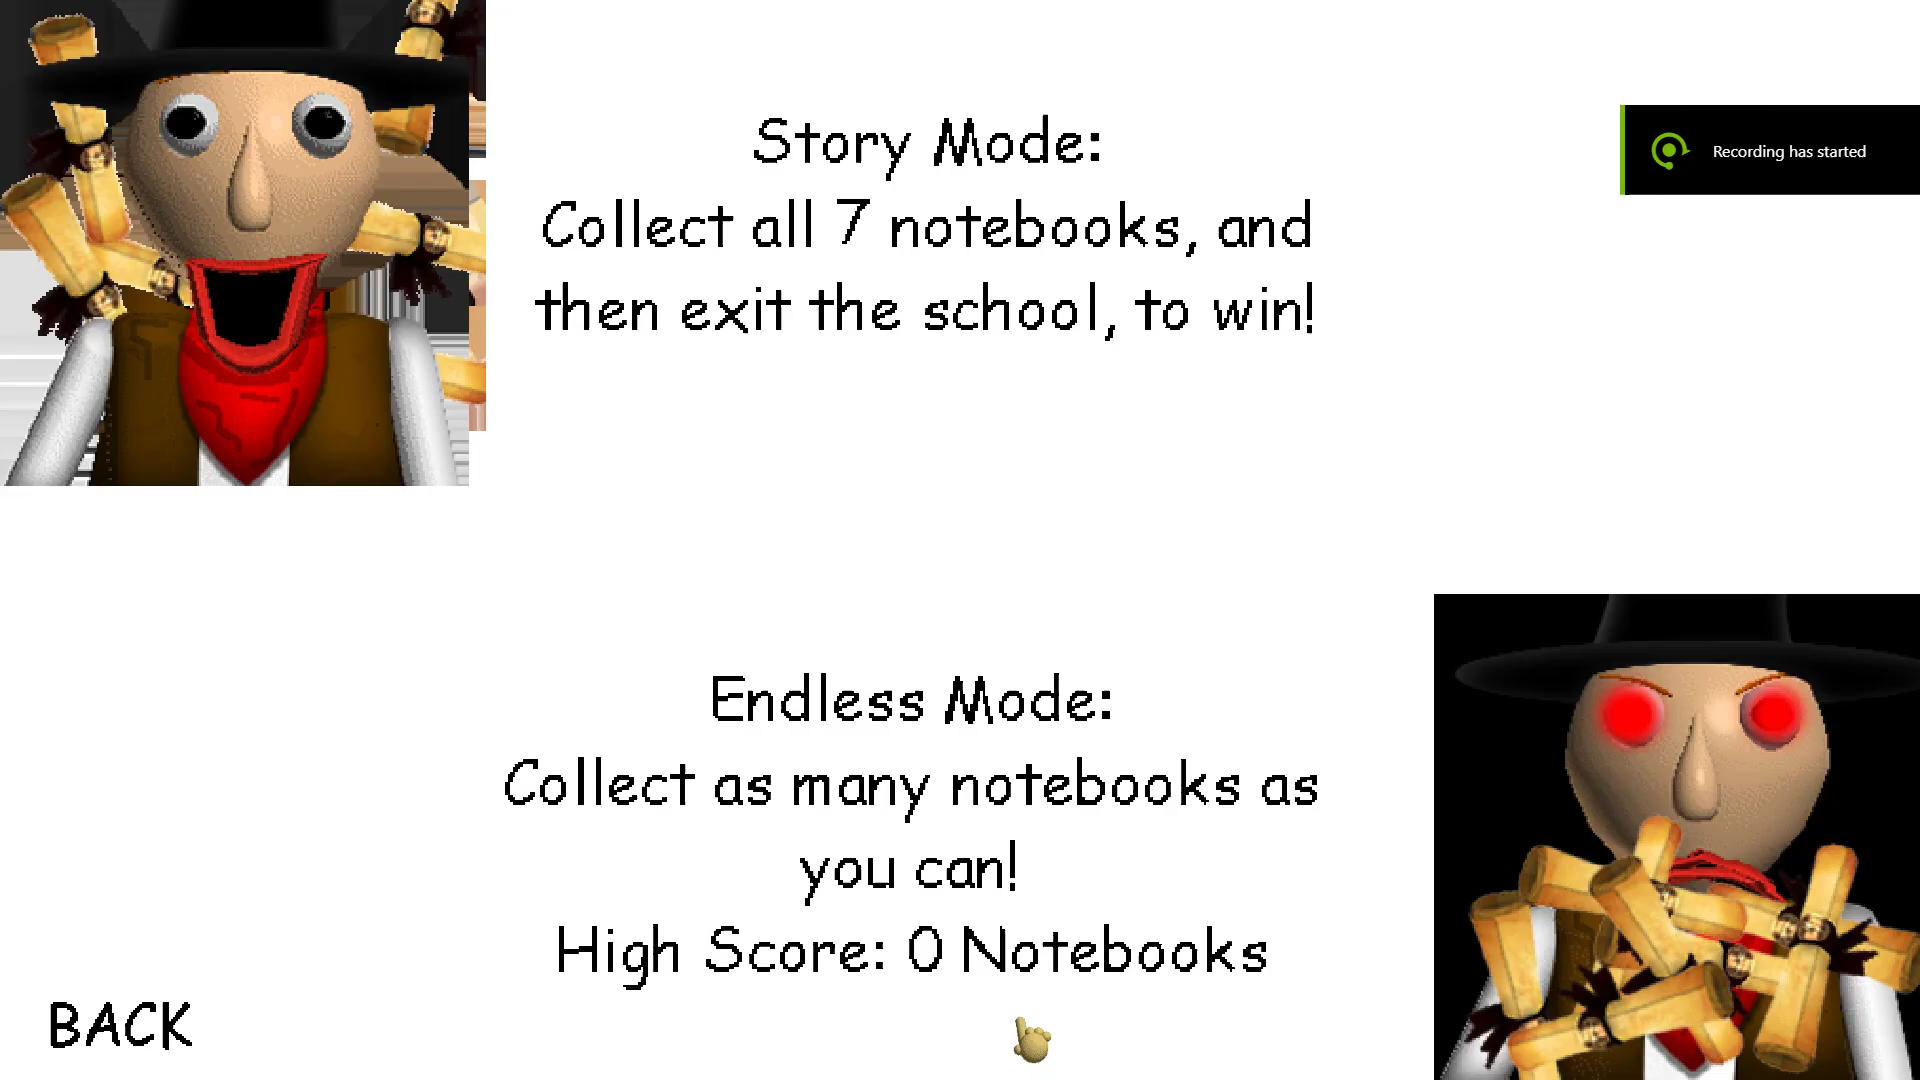 Story Mode:
Collect all 7 notebooks, and
then exit the school, to win!
Recording has started
Endless Mode:
Collect as many notebooks as
you can!
High Score: 0 Notebooks
BACK